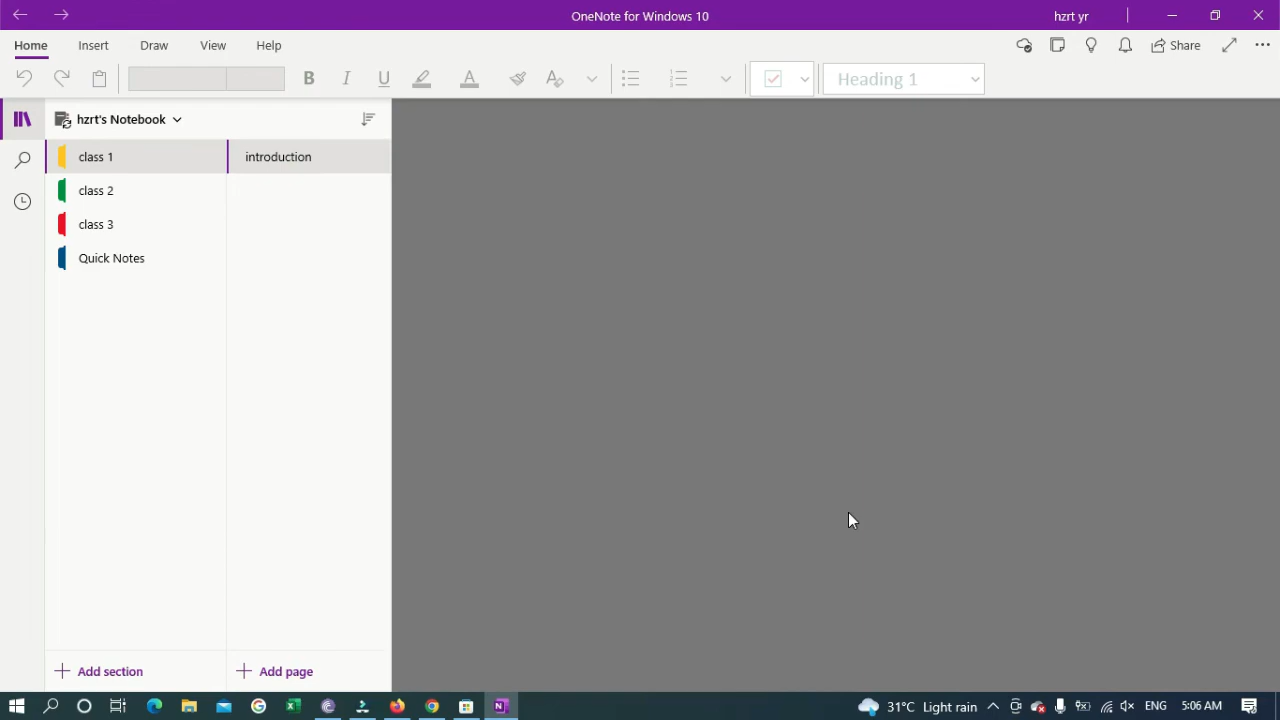 OneNote for Windows 10
hzrt yr
Home Insert Draw View Help
Share
B I U A A
Heading 1
hzrt's Notebook
class 1
class 2
class 3
Quick Notes
introduction
Add section
Add page
31°C Light rain
ENG
5:06 AM